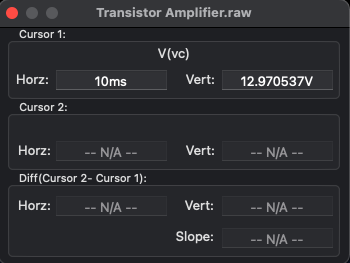 Transistor Amplifier.raw
Cursor 1:
V(vc)
Horz: 10ms Vert: 12.970537V
Cursor 2:
Horz: -- N/A -- Vert: -- N/A --
Diff(Cursor 2- Cursor 1):
Horz: -- N/A -- Vert: -- N/A --
Slope: -- N/A --